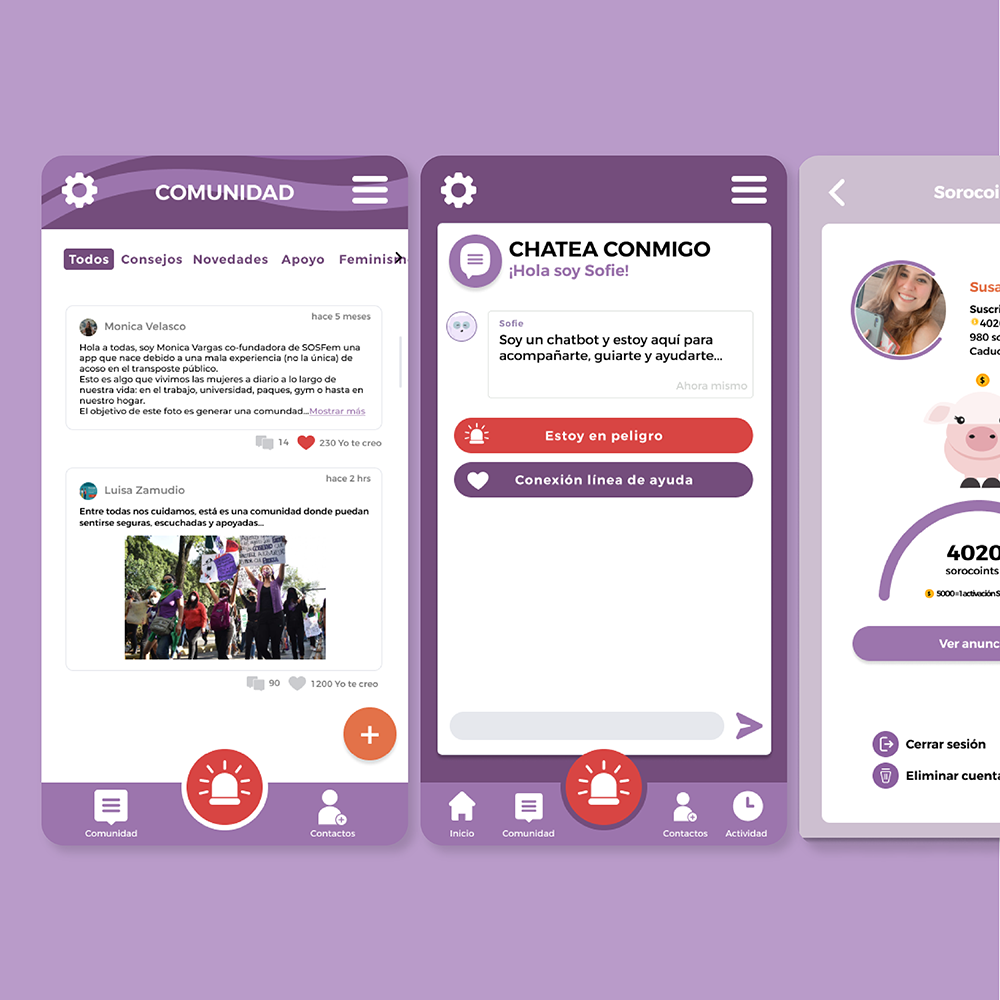 COMUNIDAD
Todos Consejos Novedades Apoyo Feminism
hace 5 meses
Monica Velasco
Hola a todas, soy Monica Vargas co-fundadora de SOSFem una
app que nace debido a una mala experiencia (no la única) de
acoso en el transposte público.
Esto es algo que vivimos las mujeres a diario a lo largo de
nuestra vida: en el trabajo, universidad, paques, gym o hasta en
nuestro hogar.
El objetivo de este foto es generar una comundad...Mostrar más
14 230 Yo te creo
hace 2 hrs
Luisa Zamudio
Entre todas nos cuidamos, está es una comunidad donde puedan
sentirse seguras, escuchadas y apoyadas...
90 1200 Yo te creo
+
Comunidad
Contactos
CHATEA CONMIGO
¡Hola soy Sofie!
Sofie
Soy un chatbot y estoy aquí para
acompañarte, guiarte y ayudarte...
Ahora mismo
Estoy en peligro
Conexión línea de ayuda
Inicio
Comunidad
Contactos
Actividad
Sorocoi
Susa
Suscri
402
980 so
Caduc
4020
sorocoints
5000=1 activación S
Ver anunc
Cerrar sesión
Eliminar cuenta